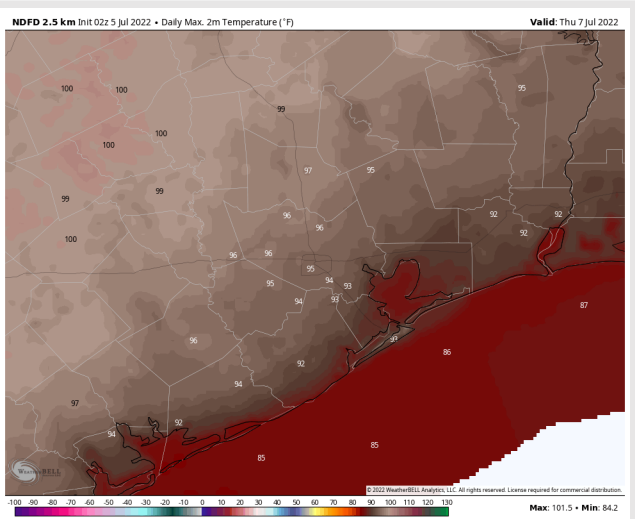 NDFD 2.5 km Init 02z 5 Jul 2022 • Daily Max. 2m Temperature (°F) Valid: Thu 7 Jul 2022
100 100 95
99
100
100
97 95
99
99
96 92 92
96 92
100
96 96
95
95 94 93
94 93
87
96 93
86
92
94
97
92
94
85
85
WeatherBELL
© 2022 WeatherBELL Analytics, LLC. All rights reserved. License required for commercial distribution.
-100 -90 -80 -70 -60 -50 -40 -30 -20 -10 0 10 20 30 40 50 60 70 80 90 100 110 120 130
Max: 101.5 • Min: 84.2